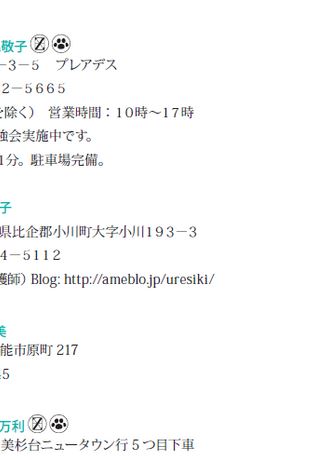 敬子
－３－５　プレアデス
２－５６６５
を除く） 営業時間：１０時～１７時
強会実施中です。
1分。駐車場完備。
子
県比企郡小川町大字小川１９３－３
４－５１１２
護師） Blog: http://ameblo.jp/uresiki/
美
能市原町 217
5
万利
美杉台ニュータウン行５つ目下車